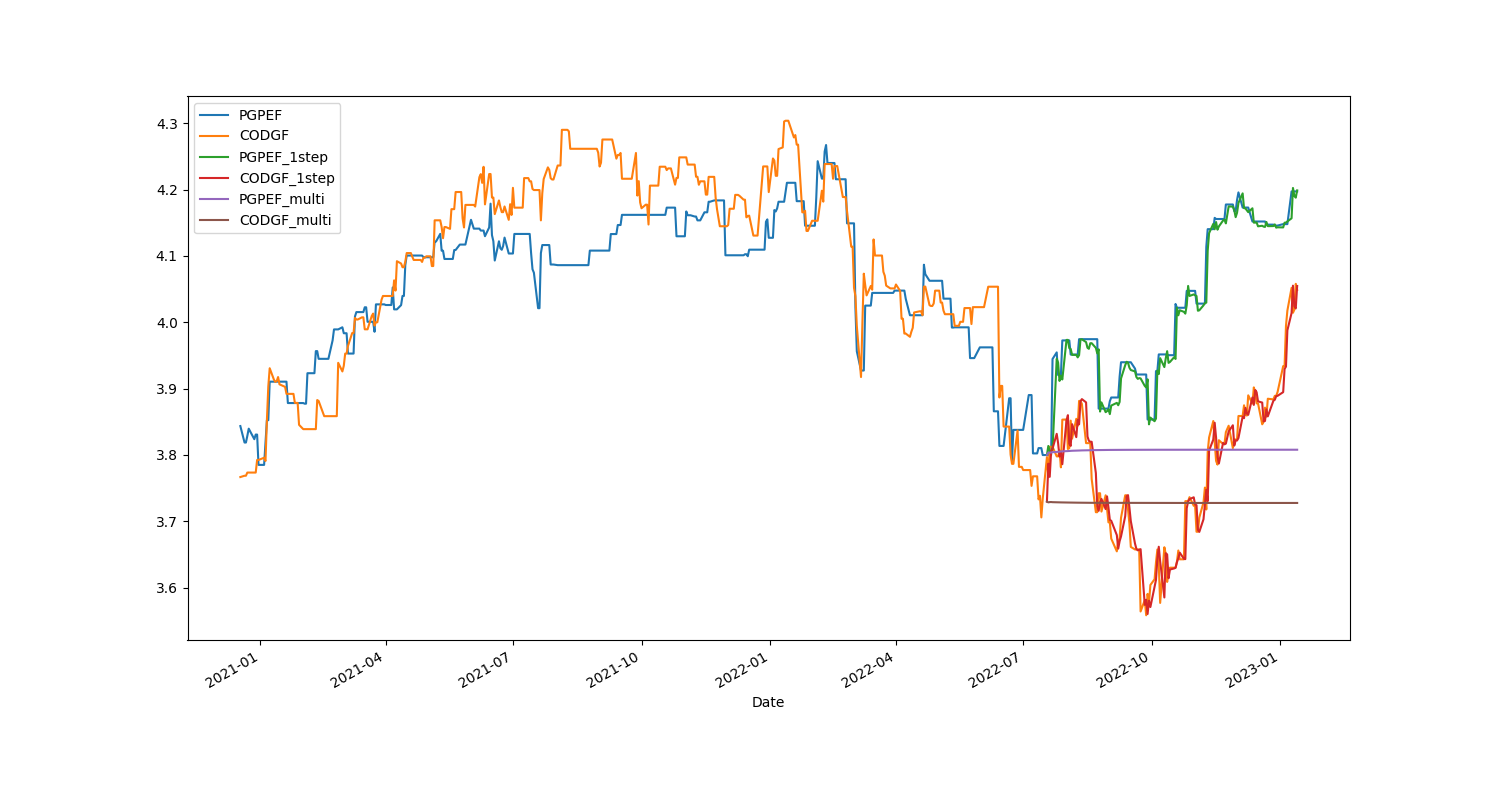 PGPEF
CODGF
PGPEF_1step
CODGF_1step
PGPEF_multi
CODGF_multi
4.3
4.2
4.1
4.0
3.9
3.8
3.7
3.6
2021-01
2021-04
2021-07
2021-10
2022-01
2022-04
2022-07
2022-10
2023-01
Date